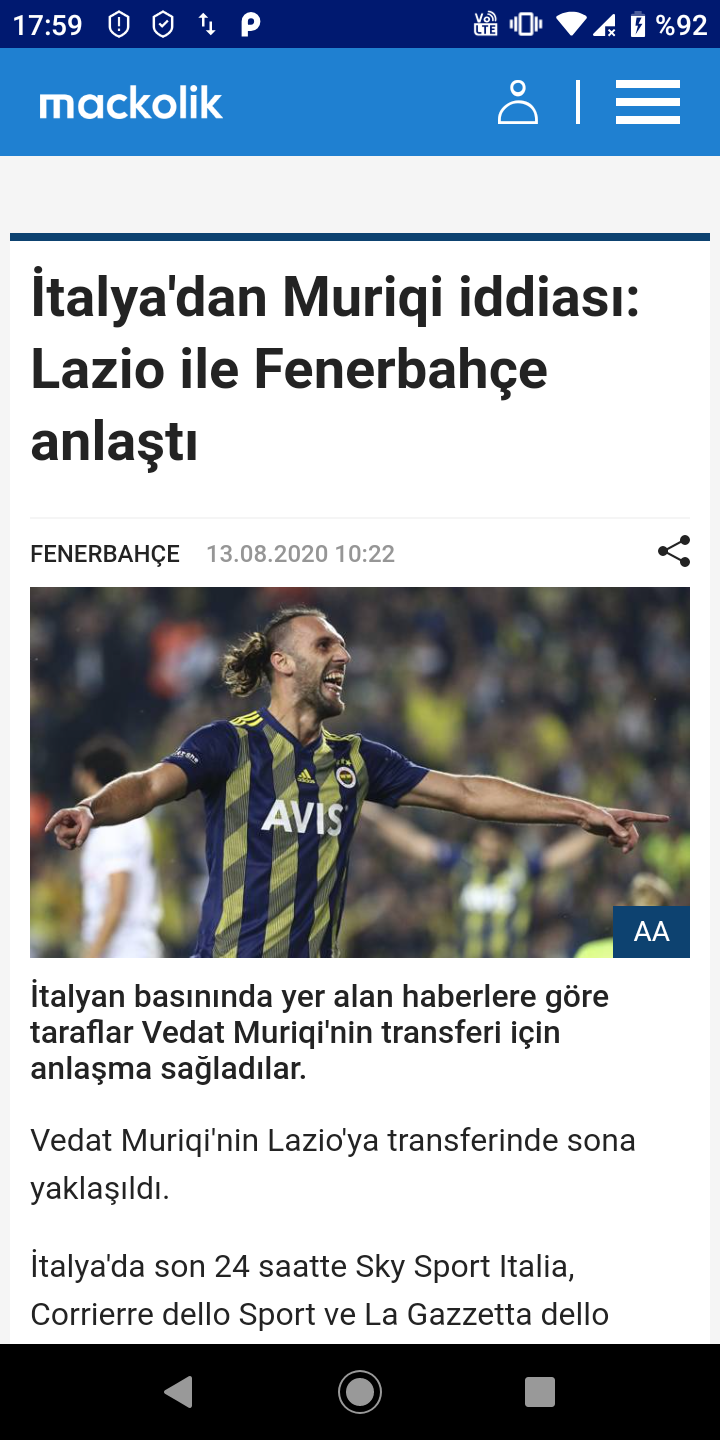 17:59
VoLTE
%92
mackolik
İtalya'dan Muriqi iddiası:
Lazio ile Fenerbahçe
anlaştı
FENERBAHÇE 13.08.2020 10:22
AVIS
AA
İtalyan basınında yer alan haberlere göre
taraflar Vedat Muriqi'nin transferi için
anlaşma sağladılar.
Vedat Muriqi'nin Lazio'ya transferinde sona
yaklaşıldı.
İtalya'da son 24 saatte Sky Sport Italia,
Corrierre dello Sport ve La Gazzetta dello